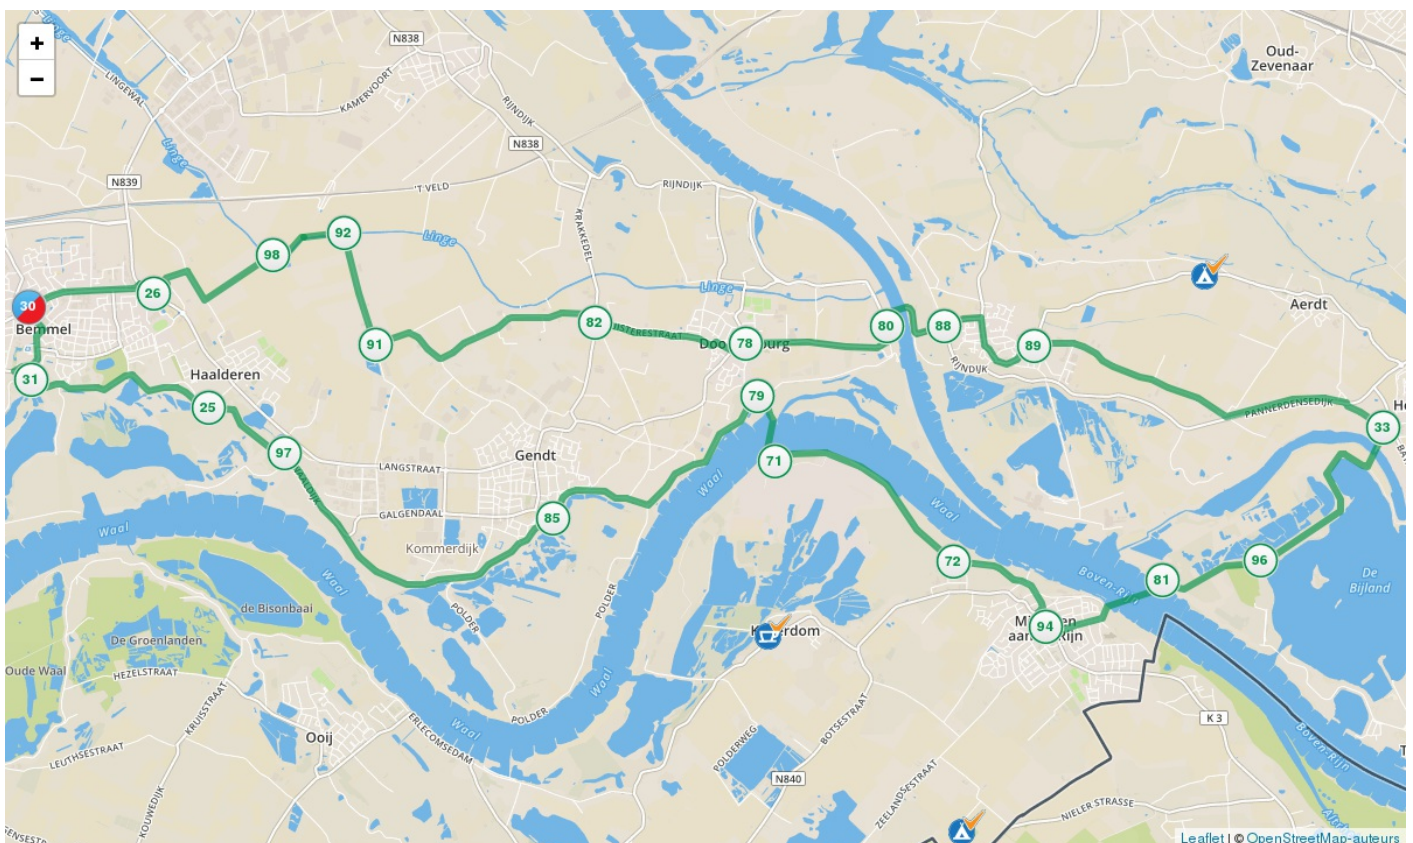 +
−
Linge
N838
Oud-
Zevenaar
LINGEWAL
KAMERVOORT
RIJNDIJK
N838
Linge
N839
'T VELD
RIJNDIJK
KRAKKEDEL
92
Linge
98
26
Linge
30
Bemmel
Aerdt
82
80
88
91
78
89
RIJNDIJK
31
Haalderen
79
25
PANNERDENSEDIJK
33
97
Gendt
LANGSTRAAT
71
Waal
GALGENDAAL
85
Waal
Waal
Kommerdijk
72
96
81
Boven-Rijn
De
Bijland
Waal
de Bisonbaai
POLDER
POLDER
De Groenlanden
94
Oude Waal
HEZELSTRAAT
KRUISSTRAAT
Waal
POLDER
ERLECOMSEDAM
Waal
K 3
Ooij
BOTSESTRAAT
POLDERWEG
LEUTHSESTRAAT
Boven-Rijn
N840
KOUWEDIJK
ZEELANDSESTRAAT
NIELER STRASSE
Leaflet | © OpenStreetMap-auteurs